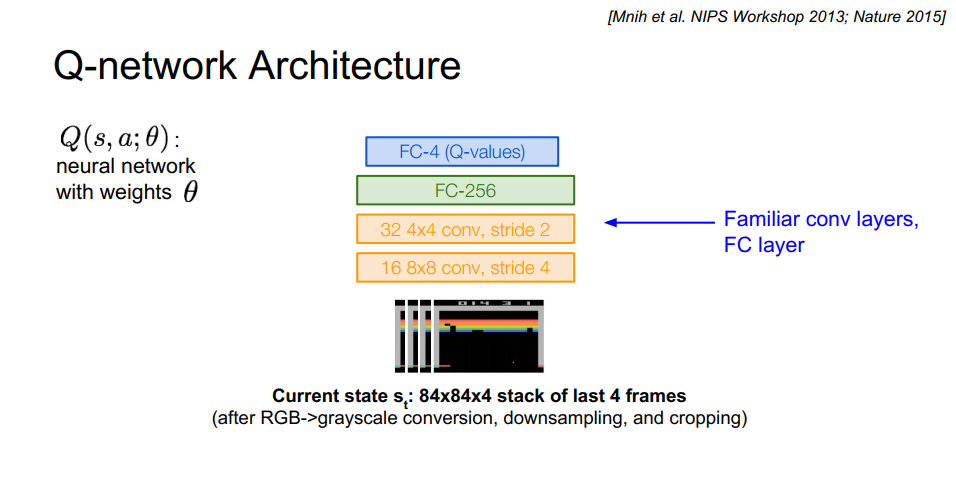 [Mnih et al. NIPS Workshop 2013; Nature 2015]
Q-network Architecture
Q(s, a; θ) :
neural network
with weights θ
FC-4 (Q-values)
FC-256
32 4x4 conv, stride 2
16 8x8 conv, stride 4
Familiar conv layers,
FC layer
Current state s_t: 84x84x4 stack of last 4 frames
(after RGB->grayscale conversion, downsampling, and cropping)